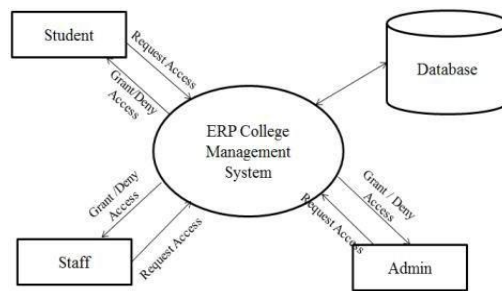 Student
Request Access
Grant/Deny
Access
Database
ERP College
Management
System
Grant /Deny
Access
Request Access
Grant / Deny
Access
Request Access
Staff
Admin